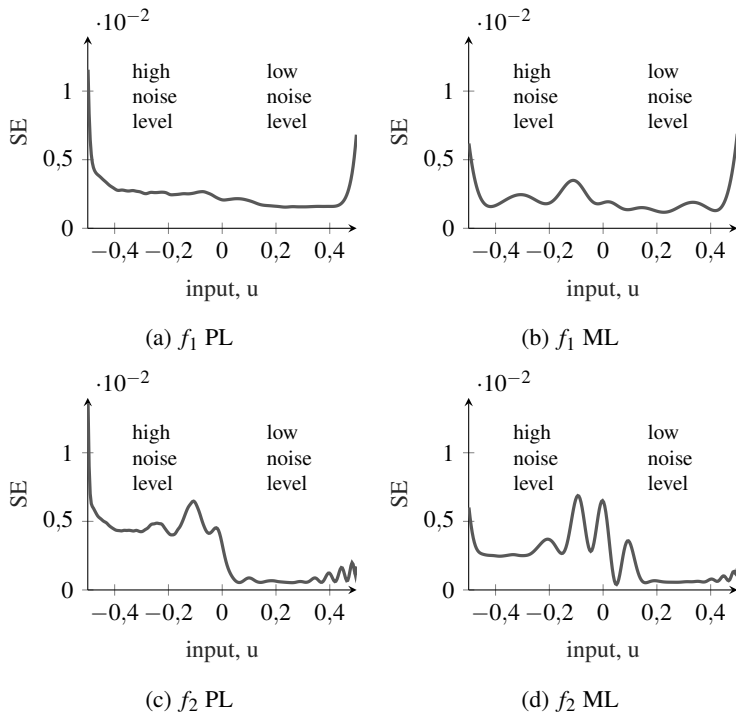 ·10−2
·10−2
high
low
high
low
noise
noise
noise
noise
level
level
level
level
1
1
SE
SE
0,5
0,5
0
0
−0,4 −0,2 0 0,2 0,4
−0,4 −0,2 0 0,2 0,4
input, u
input, u
(a) f1 PL
(b) f1 ML
·10−2
·10−2
high
low
high
low
noise
noise
noise
noise
level
level
level
level
1
1
SE
SE
0,5
0,5
0
0
−0,4 −0,2 0 0,2 0,4
−0,4 −0,2 0 0,2 0,4
input, u
input, u
(c) f2 PL
(d) f2 ML